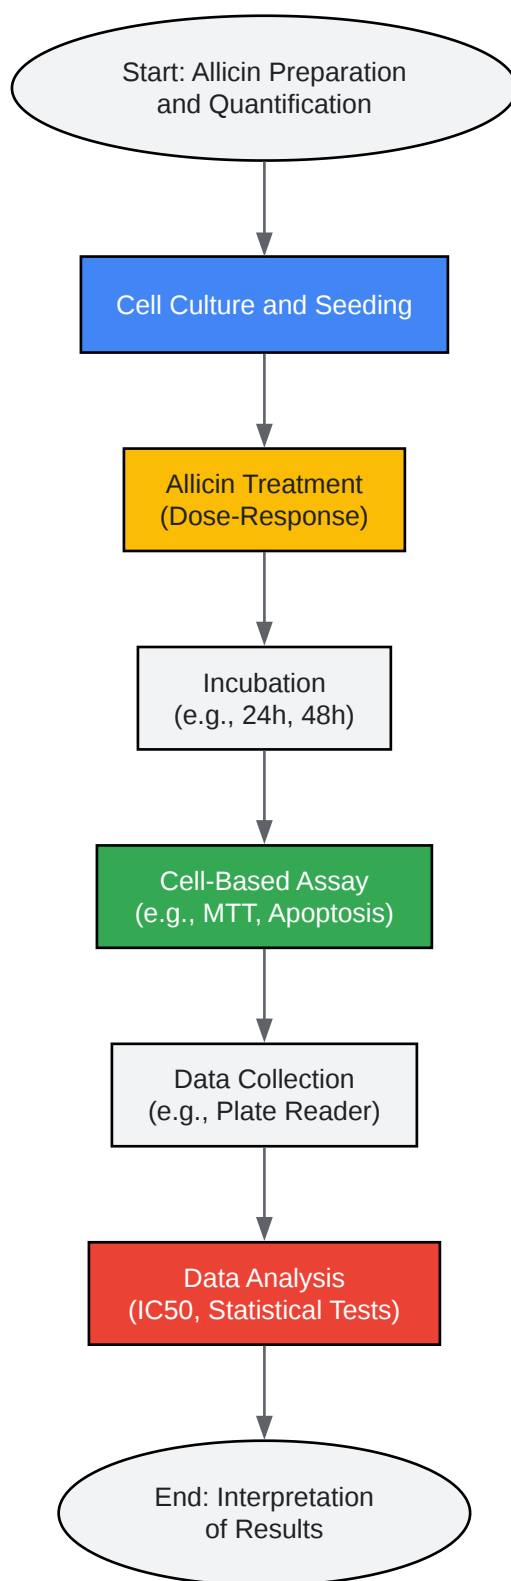 Start: Allicin Preparation
and Quantification
Cell Culture and Seeding
Allicin Treatment
(Dose-Response)
Incubation
(e.g., 24h, 48h)
Cell-Based Assay
(e.g., MTT, Apoptosis)
Data Collection
(e.g., Plate Reader)
Data Analysis
(IC50, Statistical Tests)
End: Interpretation
of Results